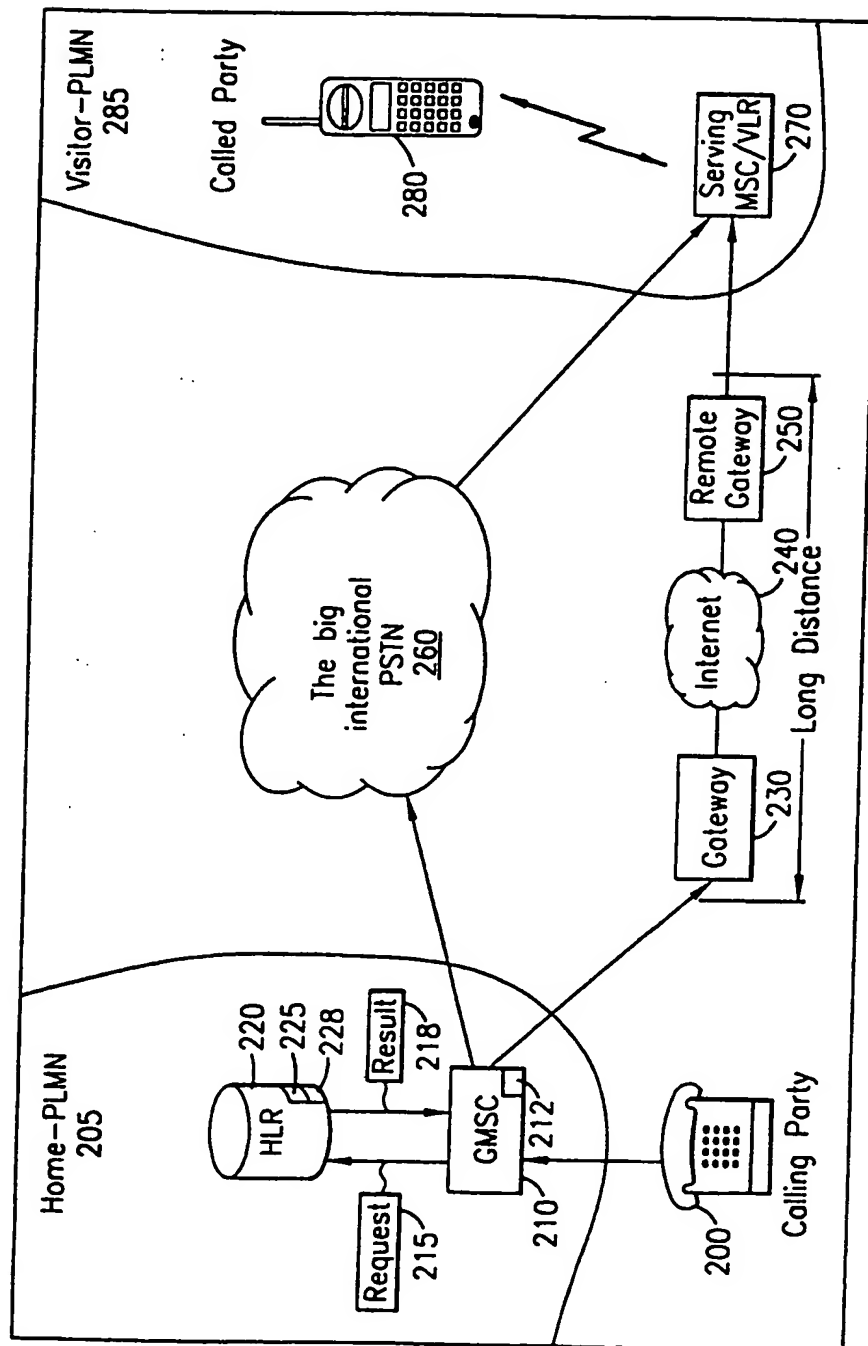 Home-PLMN
205
HLR
220
225
228
Request
215
Result
218
GMSC
212
210
200
Calling Party
The big
international
PSTN
260
Gateway
230
Internet
240
Remote
Gateway
250
Long Distance
Visitor-PLMN
285
Called Party
280
Serving
MSC/VLR
270